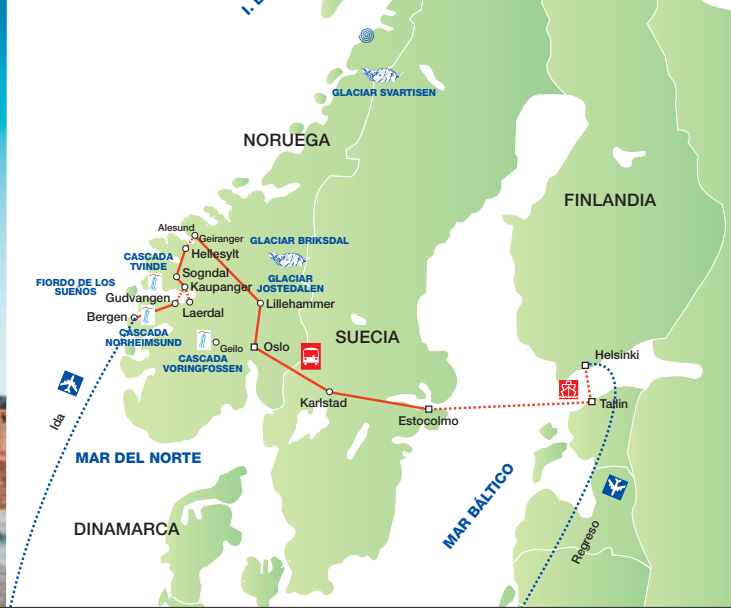 I.
GLACIAR SVARTISEN
NORUEGA
FINLANDIA
Alesund
Geiranger
GLACIAR BRIKSDAL
Hellesylt
CASCADA
TVINDE
Sogndal
GLACIAR
JOSTEDALEN
FIORDO DE LOS
SUEÑOS
Kaupanger
Gudvangen
Lillehammer
Laerdal
Bergen
CASCADA
NORHEIMSUND
SUECIA
Geilo
Oslo
CASCADA
VORINGFOSSEN
Helsinki
Karlstad
Tallin
Estocolmo
Ida
MAR DEL NORTE
MAR BÁLTICO
DINAMARCA
Regreso